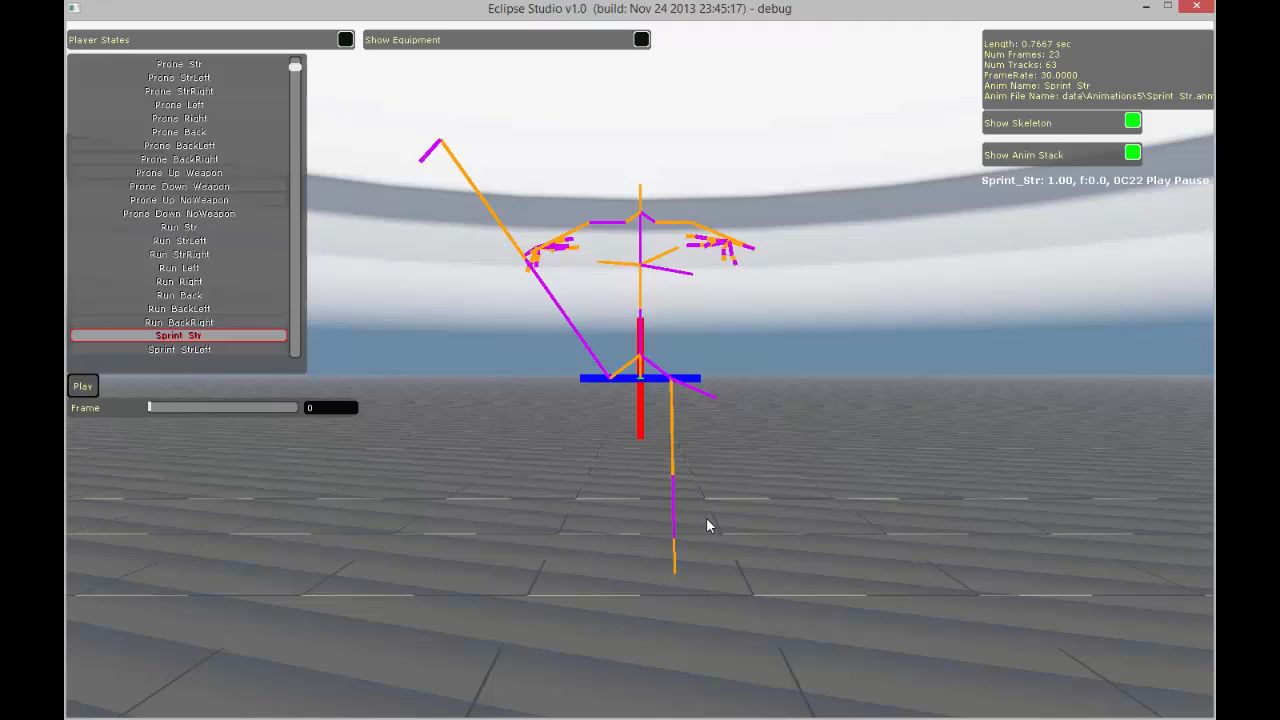 Eclipse Studio v1.0 (build: Nov 24 2013 23:45:17) - debug
Player States
Show Equipment
Prone Str
Prone StrLeft
Prone StrRight
Prone Left
Prone Right
Prone Back
Prone BackLeft
Prone BackRight
Prone Up Weapon
Prone Down Weapon
Prone Up NoWeapon
Prone Down NoWeapon
Run Str
Run StrLeft
Run StrRight
Run Left
Run Right
Run Back
Run BackLeft
Run BackRight
Sprint Str
Sprint StrLeft
Play
Frame 0
Length: 0.7667 sec
Num Frames: 23
Num Tracks: 63
FrameRate: 30.0000
Anim Name: Sprint_Str
Anim File Name: data\Animations5\Sprint_Str.anm
Show Skeleton
Show Anim Stack
Sprint_Str: 1.00, f:0.0, 0C22 Play Pause